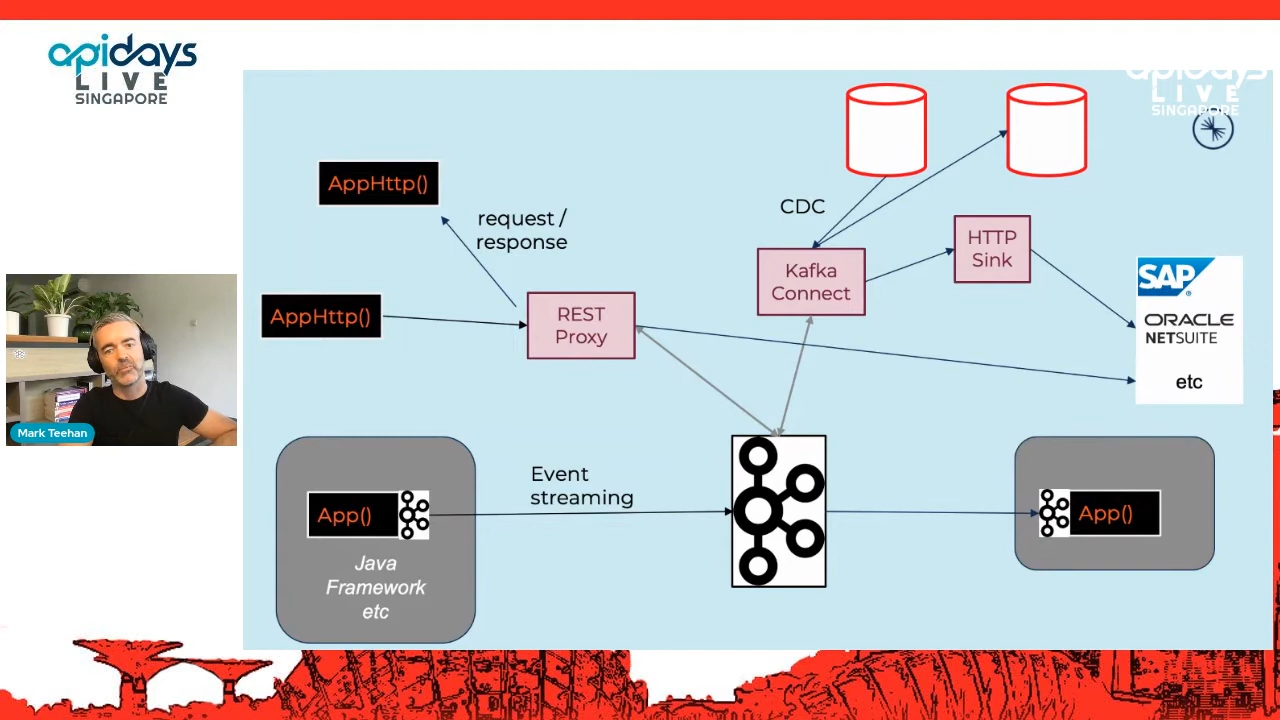 apidays
LIVE
SINGAPORE
apidays
LIVE
SINGAPORE
AppHttp()
request /
response
CDC
HTTP
Sink
Kafka
Connect
SAP
®
ORACLE
NETSUITE
etc
AppHttp()
REST
Proxy
Mark Teehan
Event
streaming
App()
Java
Framework
etc
App()